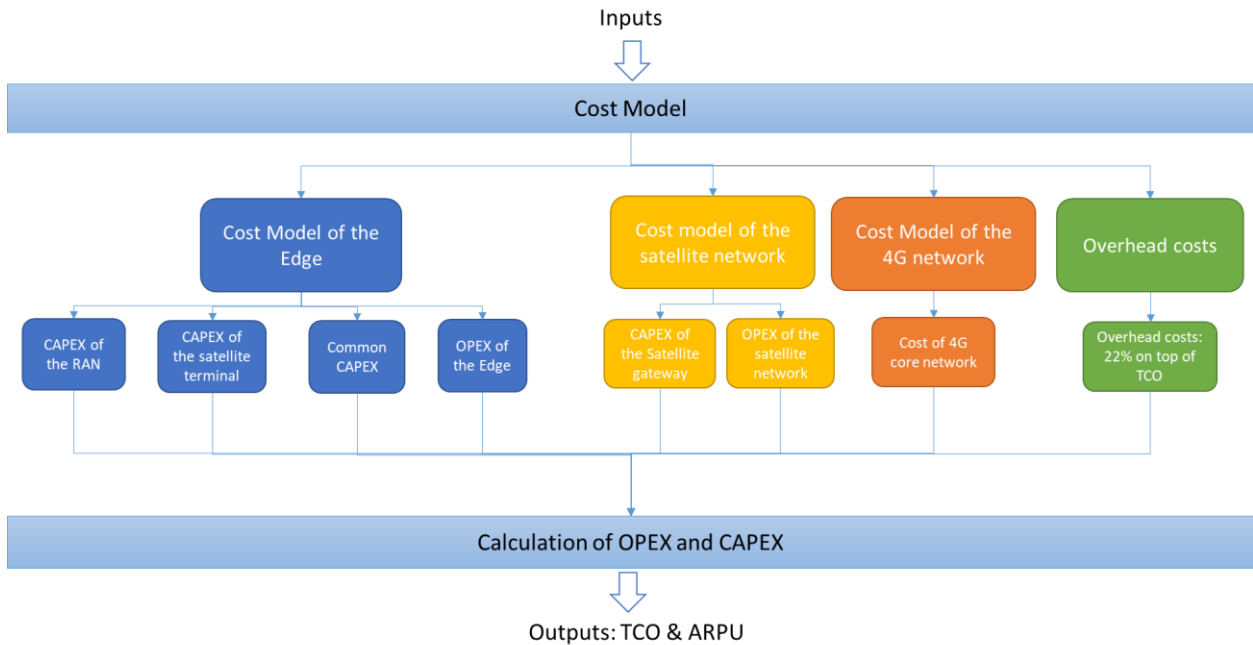 Inputs
Cost Model
Cost Model of the
Edge
Cost model of the
satellite network
Cost Model of the
4G network
Overhead costs
CAPEX of
the RAN
CAPEX of
the satellite
terminal
Common
CAPEX
OPEX of
the Edge
CAPEX of
the Satellite
gateway
OPEX of
the satellite
network
Cost of 4G
core network
Overhead costs:
22% on top of
TCO
Calculation of OPEX and CAPEX
Outputs: TCO & ARPU